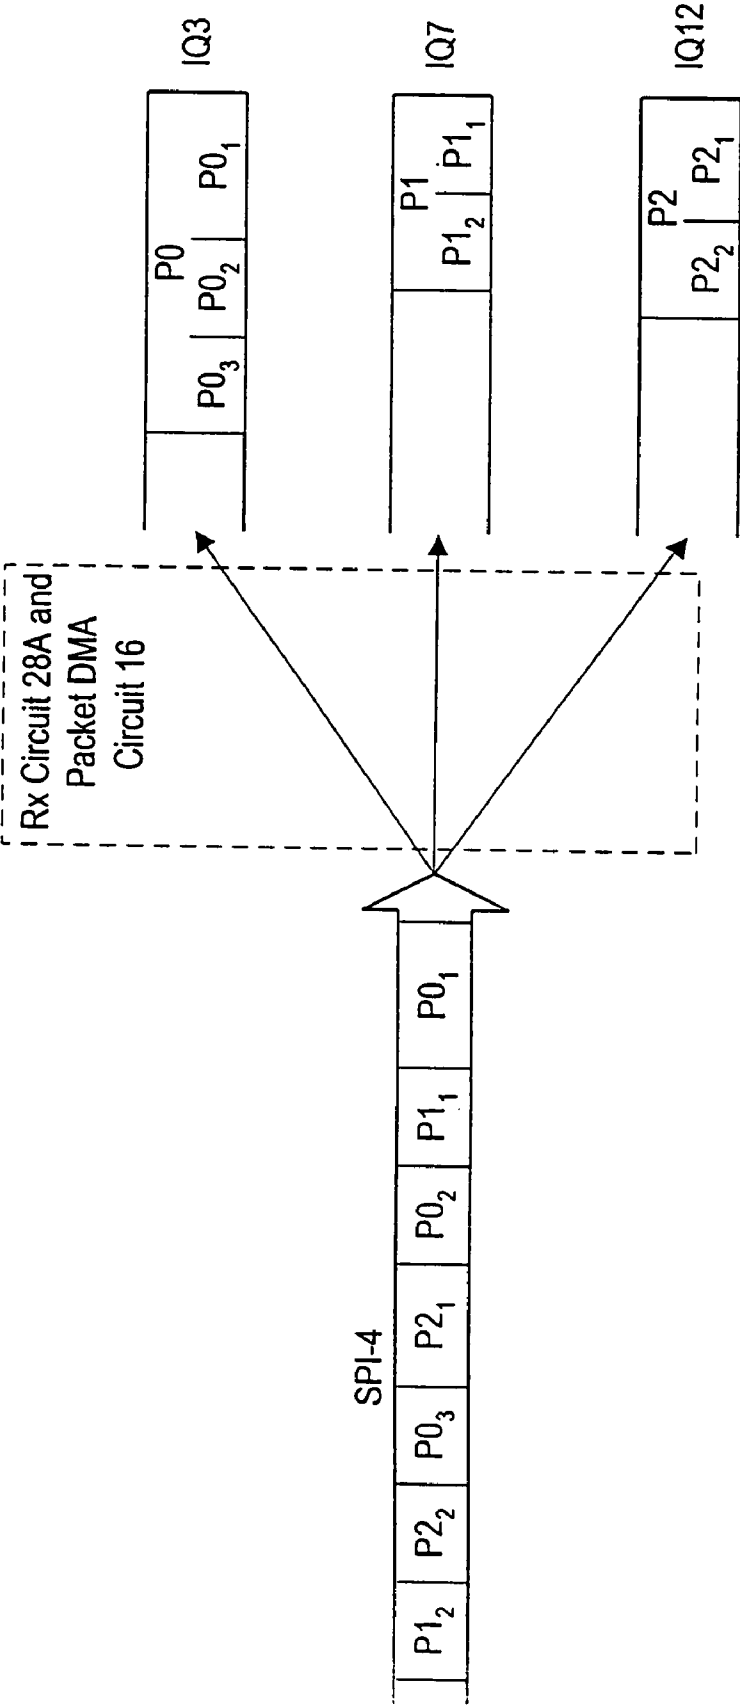 Rx Circuit 28A and
Packet DMA
Circuit 16
SPI-4
P1₂ P2₂ P0₃ P2₁ P0₂ P1₁ P0₁
P0
P0₃ P0₂ P0₁
IQ3
P1
P1₂ P1₁
IQ7
P2
P2₂ P2₁
IQ12